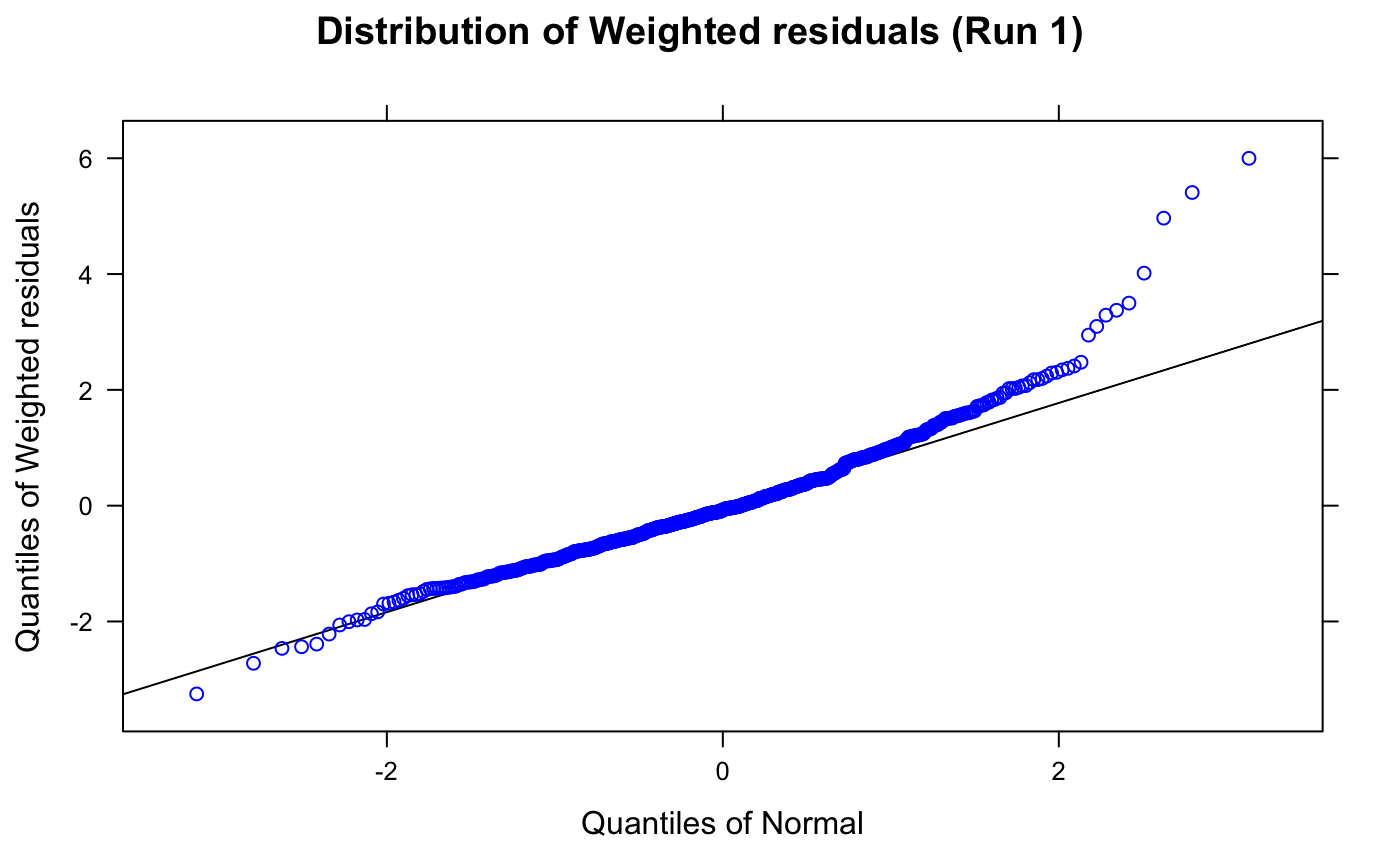 Distribution of Weighted residuals (Run 1)
Quantiles of Weighted residuals
6
4
2
0
-2
-2
0
2
Quantiles of Normal